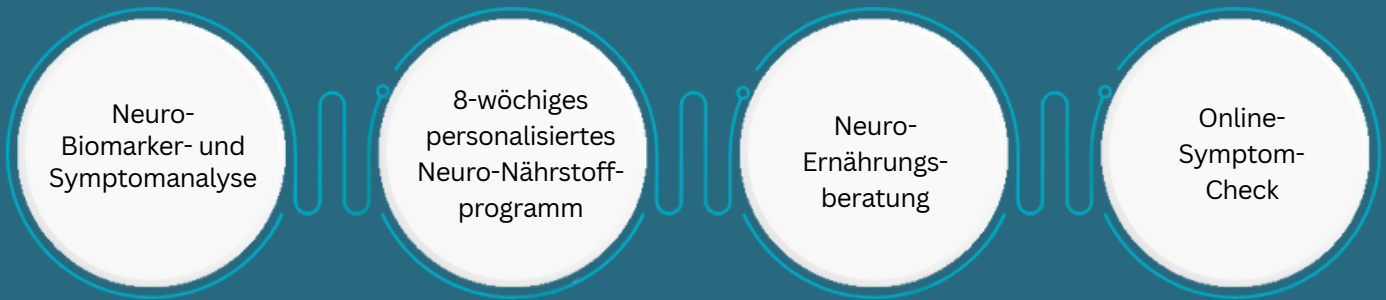 Neuro-
Biomarker- und
Symptomanalyse
8-wöchiges
personalisiertes
Neuro-Nährstoff-
programm
Neuro-
Ernährungs-
beratung
Online-
Symptom-
Check